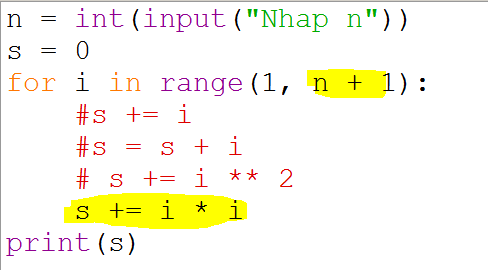 n = int(input("Nhap n"))
s = 0
for i in range(1, n + 1):
    #s += i
    #s = s + i
    # s += i ** 2
    s += i * i
print(s)